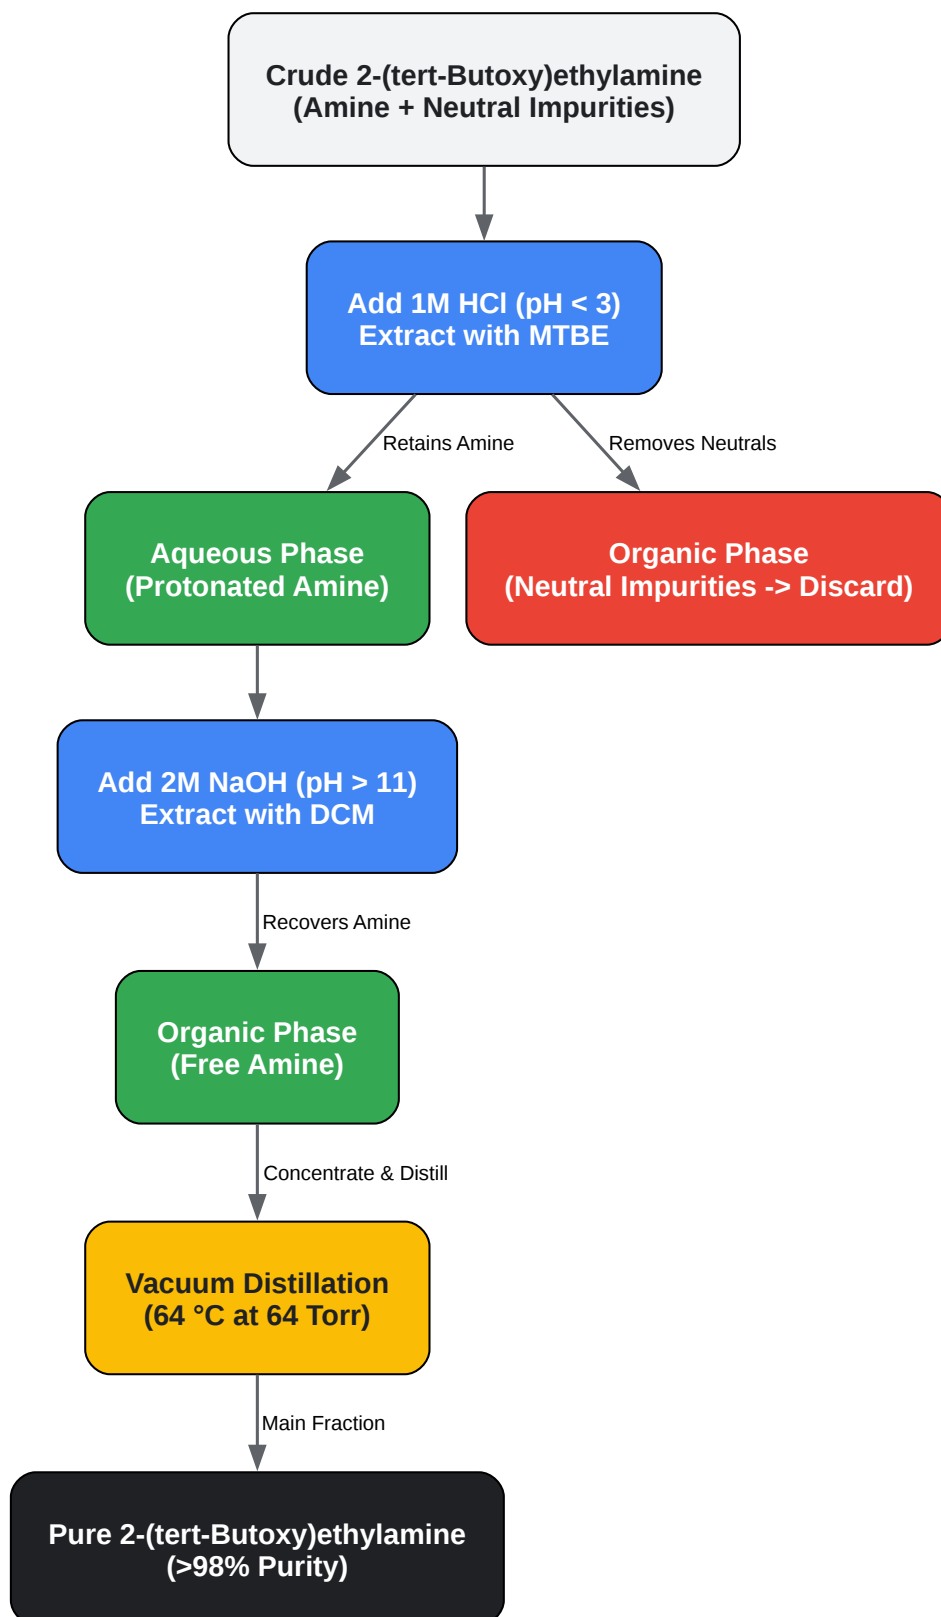 Crude 2-(tert-Butoxy)ethylamine
(Amine + Neutral Impurities)
Add 1M HCl (pH < 3)
Extract with MTBE
Retains Amine
Removes Neutrals
Aqueous Phase
(Protonated Amine)
Organic Phase
(Neutral Impurities -> Discard)
Add 2M NaOH (pH > 11)
Extract with DCM
Recovers Amine
Organic Phase
(Free Amine)
Concentrate & Distill
Vacuum Distillation
(64 °C at 64 Torr)
Main Fraction
Pure 2-(tert-Butoxy)ethylamine
(>98% Purity)